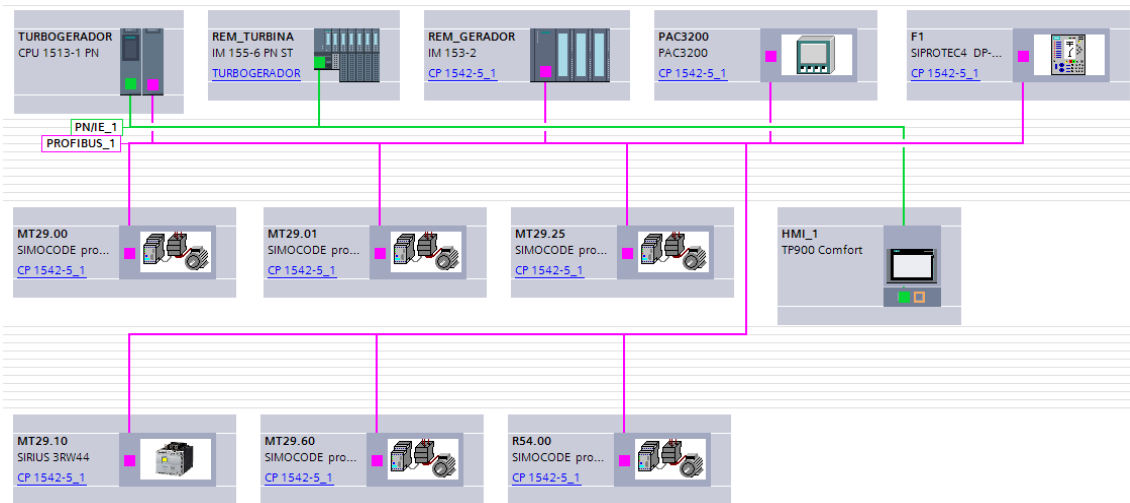 TURBOGERADOR
CPU 1513-1 PN
REM_TURBINA
IM 155-6 PN ST
TURBOGERADOR
REM_GERADOR
IM 153-2
CP 1542-5_1
PAC3200
PAC3200
CP 1542-5_1
F1
SIPROTEC4 DP-...
CP 1542-5_1
PN/IE_1
PROFIBUS_1
MT29.00
SIMOCODE pro...
CP 1542-5_1
MT29.01
SIMOCODE pro...
CP 1542-5_1
MT29.25
SIMOCODE pro...
CP 1542-5_1
HMI_1
TP900 Comfort
MT29.10
SIRIUS 3RW44
CP 1542-5_1
MT29.60
SIMOCODE pro...
CP 1542-5_1
R54.00
SIMOCODE pro...
CP 1542-5_1